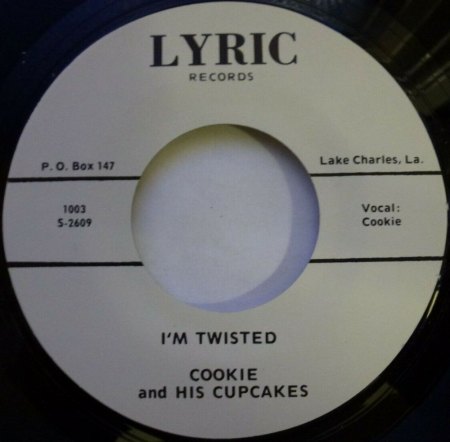 LYRIC
RECORDS
P. O. Box 147
Lake Charles, La.
1003
S-2609
Vocal:
Cookie
I'M TWISTED
COOKIE
and HIS CUPCAKES